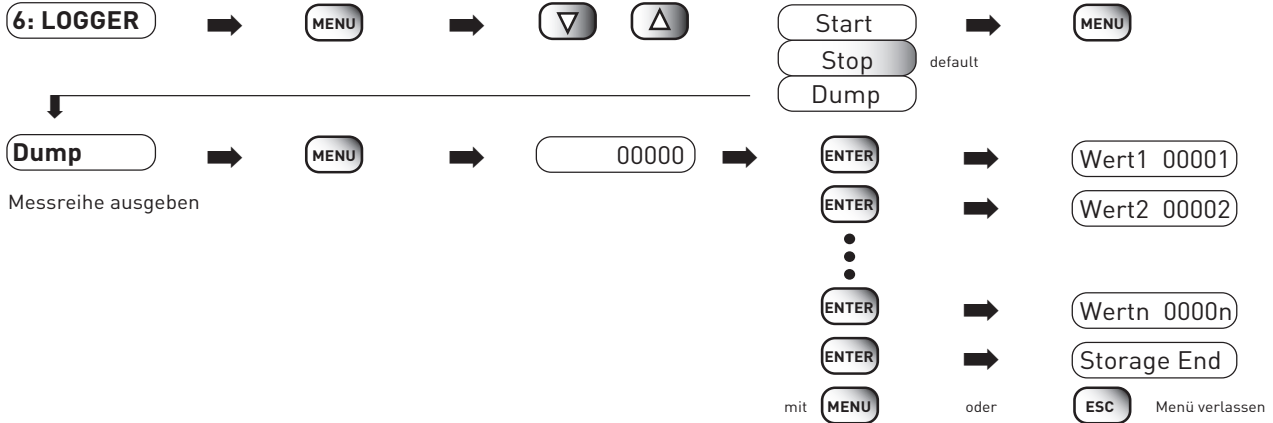 6: LOGGER MENU Start MENU
Stop default
Dump
Dump MENU 00000 ENTER Wert1 00001
Messreihe ausgeben ENTER Wert2 00002
ENTER Wertn 0000n
ENTER Storage End
mit MENU oder ESC Menü verlassen